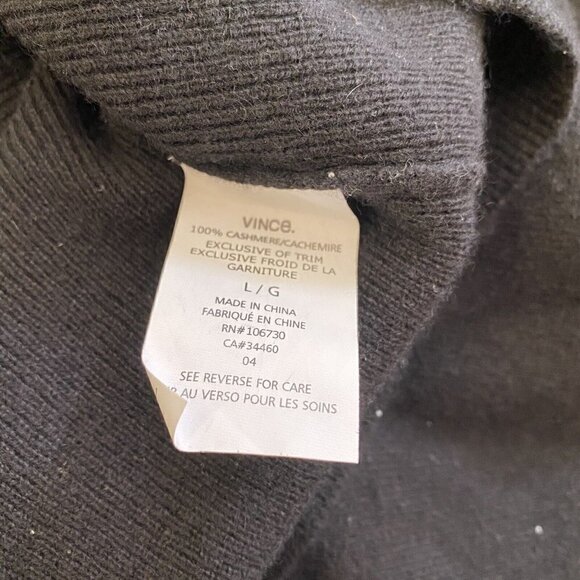 VINCE.
100% CASHMERE/CACHEMIRE
EXCLUSIVE OF TRIM
EXCLUSIVE FROID DE LA
GARNITURE
L / G
MADE IN CHINA
FABRIQUÉ EN CHINE
RN#106730
CA#34460
04
SEE REVERSE FOR CARE
AU VERSO POUR LES SOINS